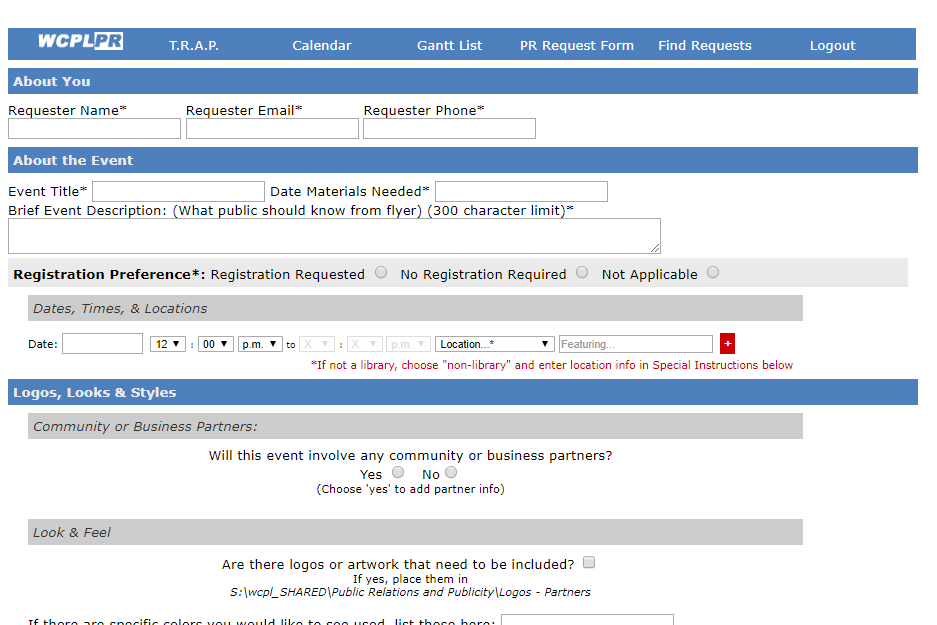 WCPLPR T.R.A.P. Calendar Gantt List PR Request Form Find Requests Logout
About You
Requester Name* Requester Email* Requester Phone*
About the Event
Event Title* Date Materials Needed*
Brief Event Description: (What public should know from flyer) (300 character limit)*
Registration Preference*: Registration Requested No Registration Required Not Applicable
Dates, Times, & Locations
Date: 12 : 00 p.m. to X : X p.m. Location...* Featuring... +
*If not a library, choose "non-library" and enter location info in Special Instructions below
Logos, Looks & Styles
Community or Business Partners:
Will this event involve any community or business partners?
Yes No
(Choose 'yes' to add partner info)
Look & Feel
Are there logos or artwork that need to be included?
If yes, place them in
S:\wcpl_SHARED\Public Relations and Publicity\Logos - Partners
If there are specific colors you would like to see used, list those here: